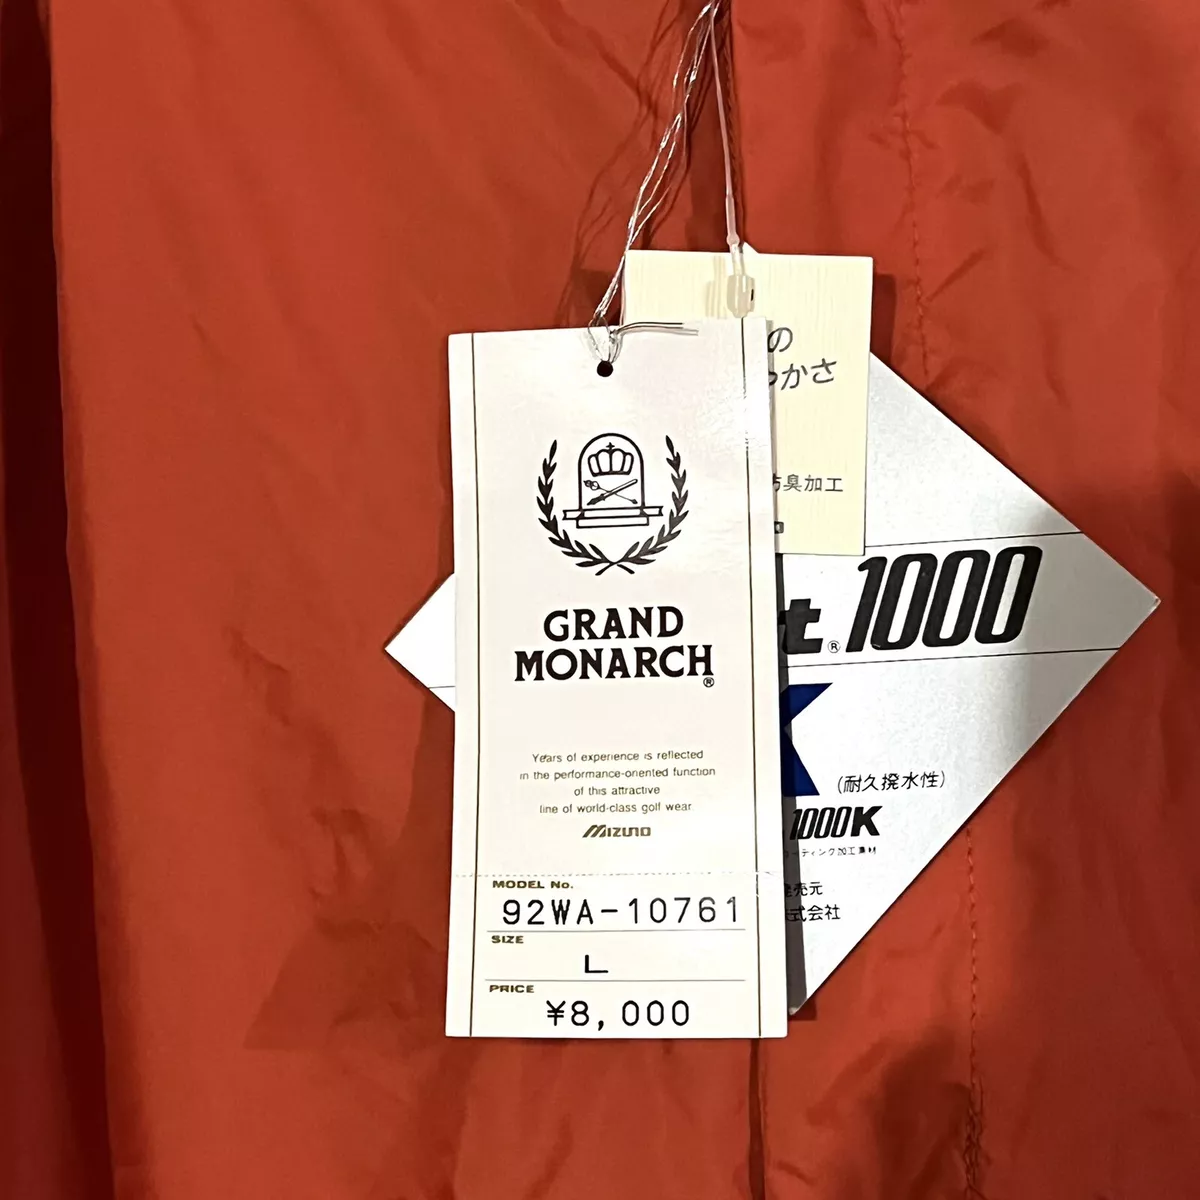 GRAND
MONARCH®
Years of experience is reflected
in the performance-oriented function
of this attractive
line of world-class golf wear
MIZUNO
MODEL No.
92WA-10761
SIZE
L
PRICE
¥8,000
の
かさ
臭加工
t®1000
K
(耐久撥水性)
1000K
ーティング加工素材
売元
式会社